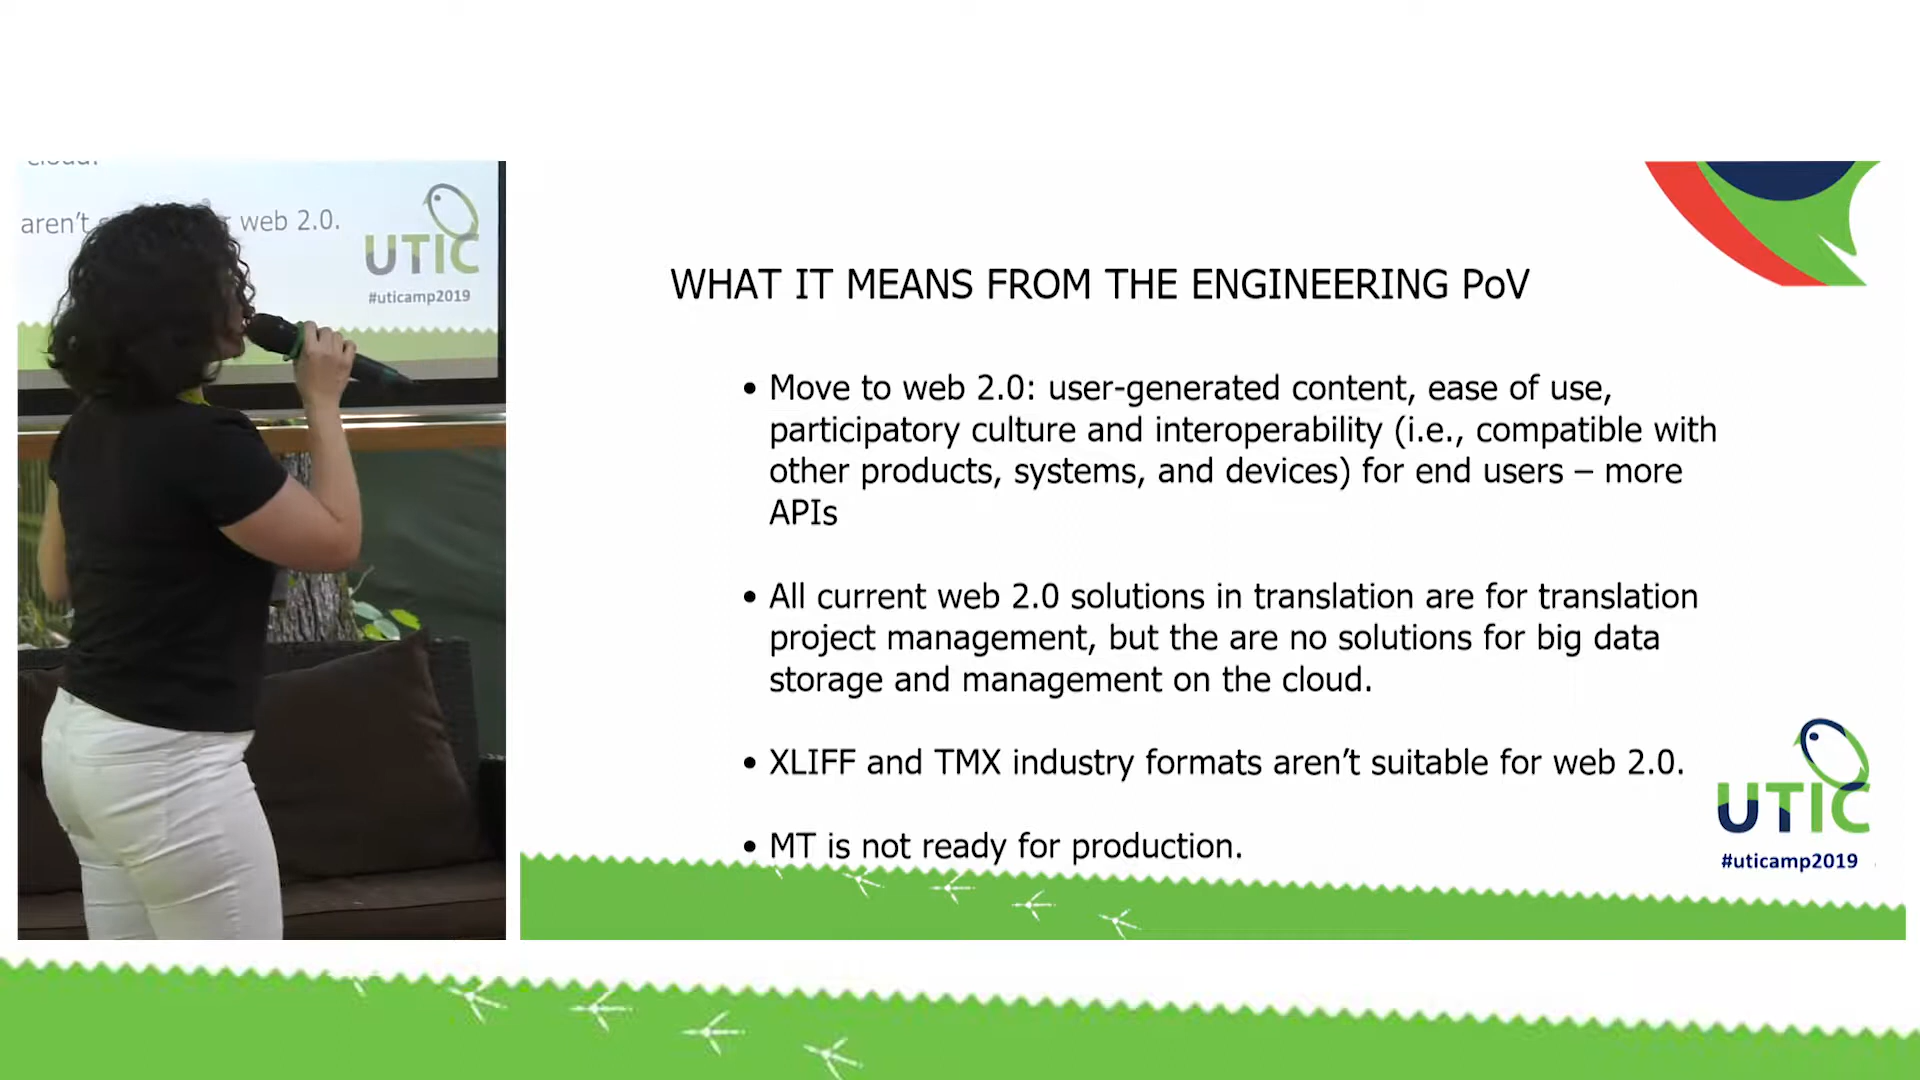 aren't
web 2.0.
UTIC
#uticamp2019
WHAT IT MEANS FROM THE ENGINEERING PoV
• Move to web 2.0: user-generated content, ease of use,
participatory culture and interoperability (i.e., compatible with
other products, systems, and devices) for end users – more
APIs
• All current web 2.0 solutions in translation are for translation
project management, but the are no solutions for big data
storage and management on the cloud.
• XLIFF and TMX industry formats aren't suitable for web 2.0.
• MT is not ready for production.
UTIC
#uticamp2019